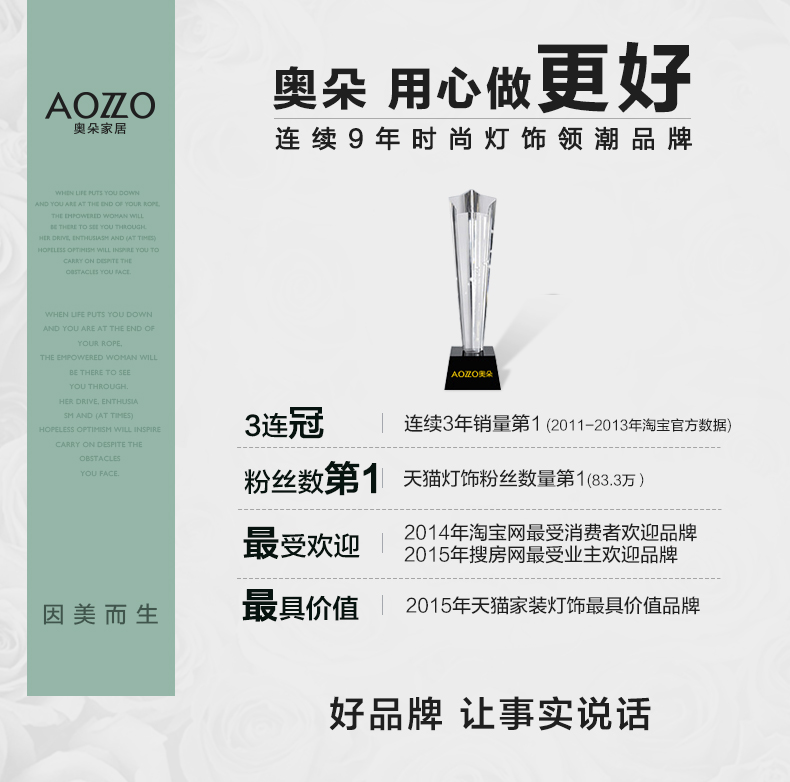 AOZZO
奥朵家居
WHEN LIFE PUTS YOU DOWN
AND YOU ARE AT THE END OF YOUR ROPE,
THE EMPOWERED WOMAN WILL
BE THERE TO SEE YOU THROUGH.
HER DRIVE, ENTHUSIASM AND (AT TIMES)
HOPELESS OPTIMISM WILL INSPIRE YOU TO
CARRY ON DESPITE THE
OBSTACLES YOU FACE.
WHEN LIFE PUTS YOU DOWN
AND YOU ARE AT THE END OF
YOUR ROPE,
THE EMPOWERED WOMAN WILL
BE THERE TO SEE
YOU THROUGH.
HER DRIVE, ENTHUSIA
SM AND (AT TIMES)
HOPELESS OPTIMISM WILL INSPIRE
CARRY ON DESPITE THE
OBSTACLES
YOU FACE.
因美而生
奥朵 用心做更好
连续9年时尚灯饰领潮品牌
AOZZO奥朵
3连冠 连续3年销量第1 (2011-2013年淘宝官方数据)
粉丝数第1 天猫灯饰粉丝数量第1(83.3万)
最受欢迎 2014年淘宝网最受消费者欢迎品牌
2015年搜房网最受业主欢迎品牌
最具价值 2015年天猫家装灯饰最具价值品牌
好品牌 让事实说话